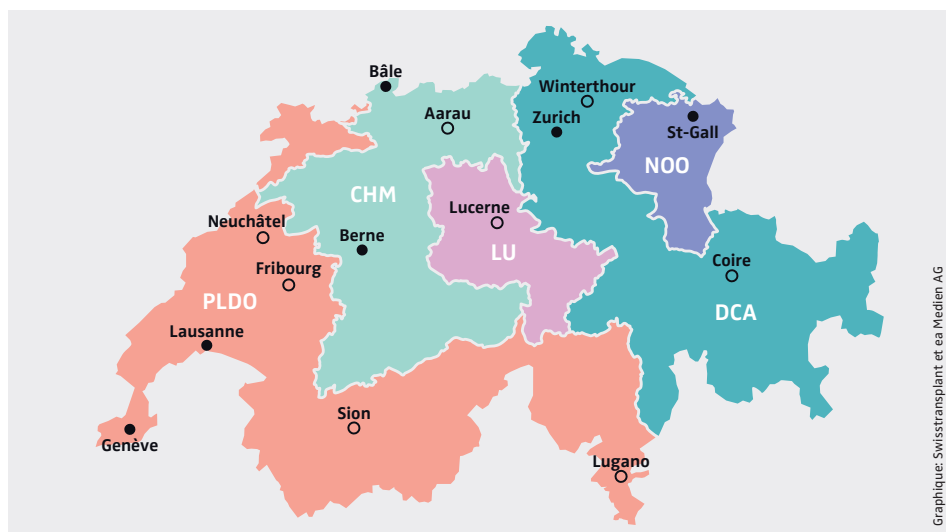 Bâle
Winterthour
Aarau
Zurich
St-Gall
NOO
CHM
Lucerne
Neuchâtel
Berne
LU
Coire
Fribourg
PLDO
DCA
Lausanne
Sion
Genève
Lugano
Graphique: Swisstransplant et ea Medien AG